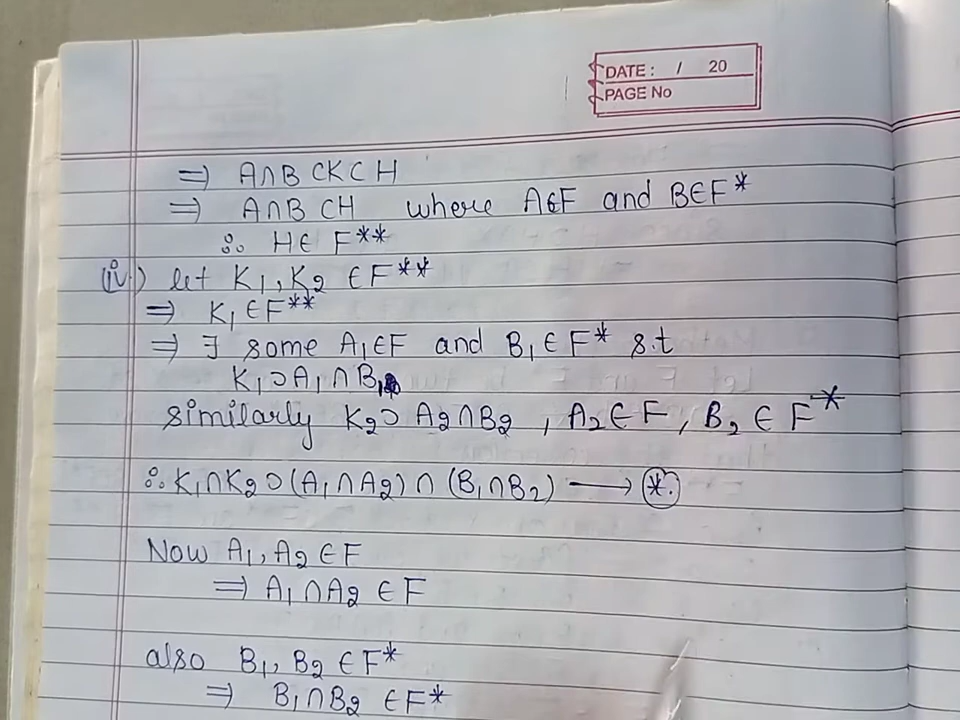 DATE : / 20
PAGE No
⇒ A∩B ⊂ K ⊂ H
⇒ A∩B ⊂ H where A∈F and B∈F*
∴ H∈ F**
(iv) let K₁, K₂ ∈ F**
⇒ K₁ ∈ F**
⇒ ∃ some A₁∈F and B₁∈F* s.t
K₁ ⊃ A₁ ∩ B₁
Similarly K₂ ⊃ A₂∩B₂ , A₂∈F, B₂ ∈ F*
∴ K₁∩K₂ ⊃ (A₁∩A₂) ∩ (B₁∩B₂) ⟶ (*.)
Now A₁, A₂ ∈ F
⇒ A₁ ∩ A₂ ∈ F
also B₁, B₂ ∈ F*
⇒ B₁∩B₂ ∈ F*